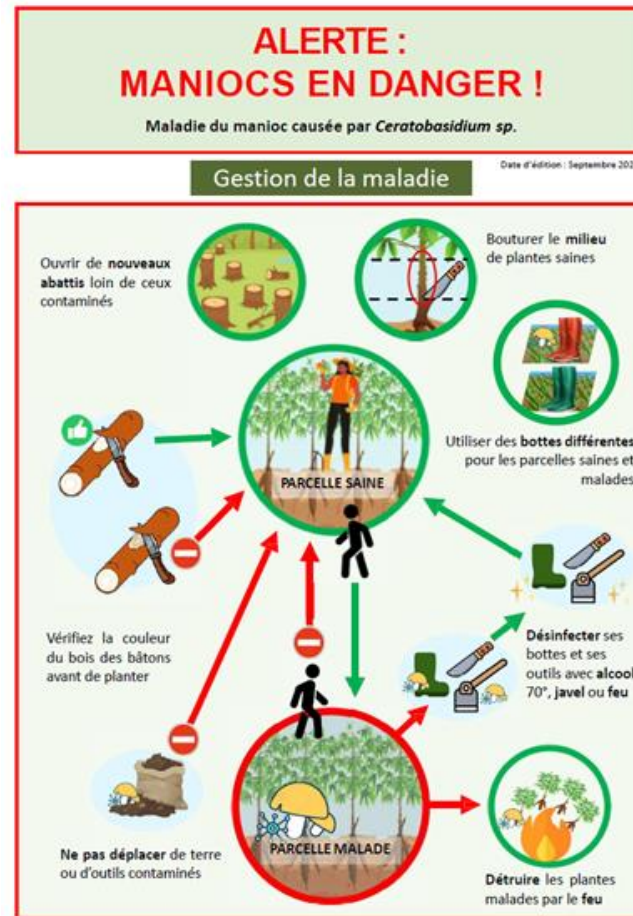 ALERTE :
MANIOCS EN DANGER !
Maladie du manioc causée par Ceratobasidium sp.
Date d'édition : Septembre 202
Gestion de la maladie
Ouvrir de nouveaux
abattis loin de ceux
contaminés
Bouturer le milieu
de plantes saines
Utiliser des bottes différentes
pour les parcelles saines et
malades
PARCELLE SAINE
Vérifiez la couleur
du bois des bâtons
avant de planter
Désinfecter ses
bottes et ses
outils avec alcool
70°, javel ou feu
Ne pas déplacer de terre
ou d'outils contaminés
PARCELLE MALADE
Détruire les plantes
malades par le feu